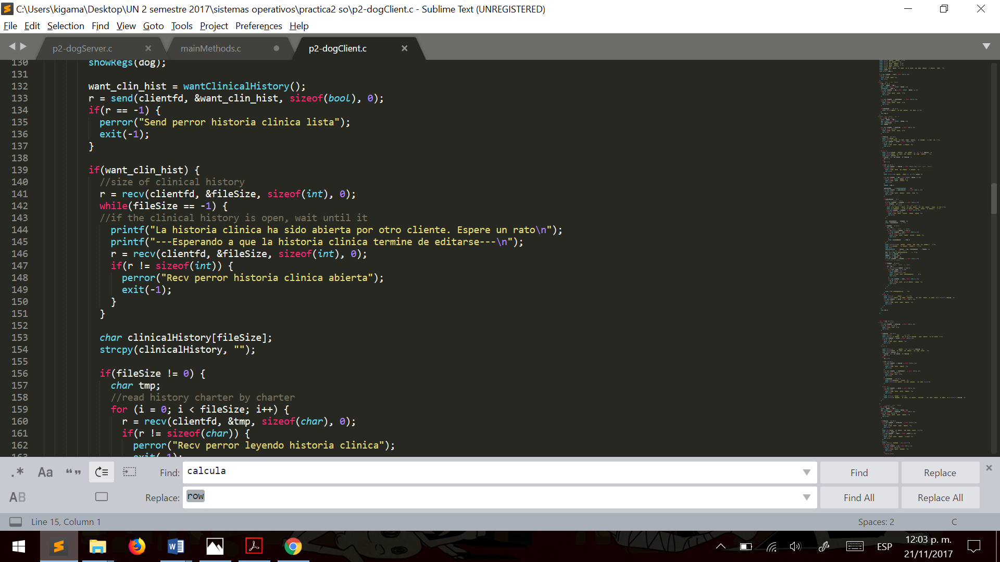 C:\Users\kigama\Desktop\UN 2 semestre 2017\sistemas operativos\practica2 so\p2-dogClient.c - Sublime Text (UNREGISTERED)
File Edit Selection Find View Goto Tools Project Preferences Help
p2-dogServer.c mainMethods.c p2-dogClient.c
130 showRegs(dog);
131
132 want_clin_hist = wantClinicalHistory();
133 r = send(clientfd, &want_clin_hist, sizeof(bool), 0);
134 if(r == -1) {
135 perror("Send perror historia clinica lista");
136 exit(-1);
137 }
138
139 if(want_clin_hist) {
140 //size of clinical history
141 r = recv(clientfd, &fileSize, sizeof(int), 0);
142 while(fileSize == -1) {
143 //if the clinical history is open, wait until it
144 printf("La historia clinica ha sido abierta por otro cliente. Espere un rato\n");
145 printf("---Esperando a que la historia clinica termine de editarse---\n");
146 r = recv(clientfd, &fileSize, sizeof(int), 0);
147 if(r != sizeof(int)) {
148 perror("Recv perror historia clinica abierta");
149 exit(-1);
150 }
151 }
152
153 char clinicalHistory[fileSize];
154 strcpy(clinicalHistory, "");
155
156 if(fileSize != 0) {
157 char tmp;
158 //read history charter by charter
159 for (i = 0; i < fileSize; i++) {
160 r = recv(clientfd, &tmp, sizeof(char), 0);
161 if(r != sizeof(char)) {
162 perror("Recv perror leyendo historia clinica");
163 exit(-1);
.* Aa “” Find: calcula Find Replace
AB Replace: row Find All Replace All
Line 15, Column 1 Spaces: 2 C
ESP 12:03 p. m.
21/11/2017